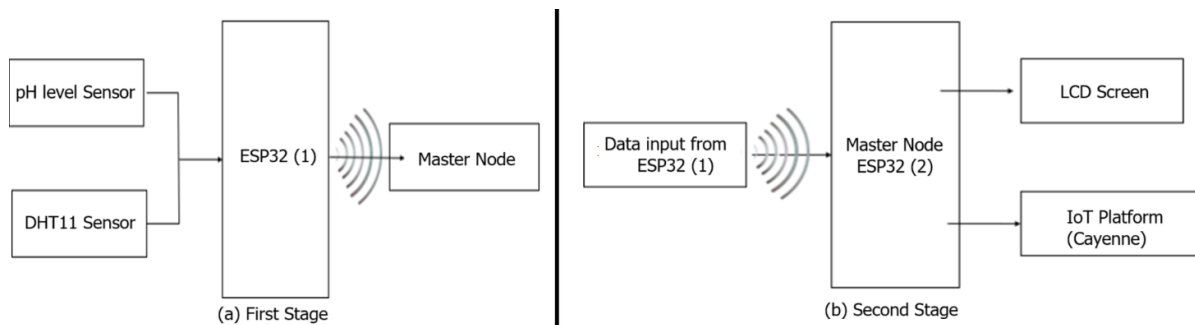 pH level Sensor
DHT11 Sensor
ESP32 (1)
Master Node
(a) First Stage
Data input from
ESP32 (1)
Master Node
ESP32 (2)
LCD Screen
IoT Platform
(Cayenne)
(b) Second Stage